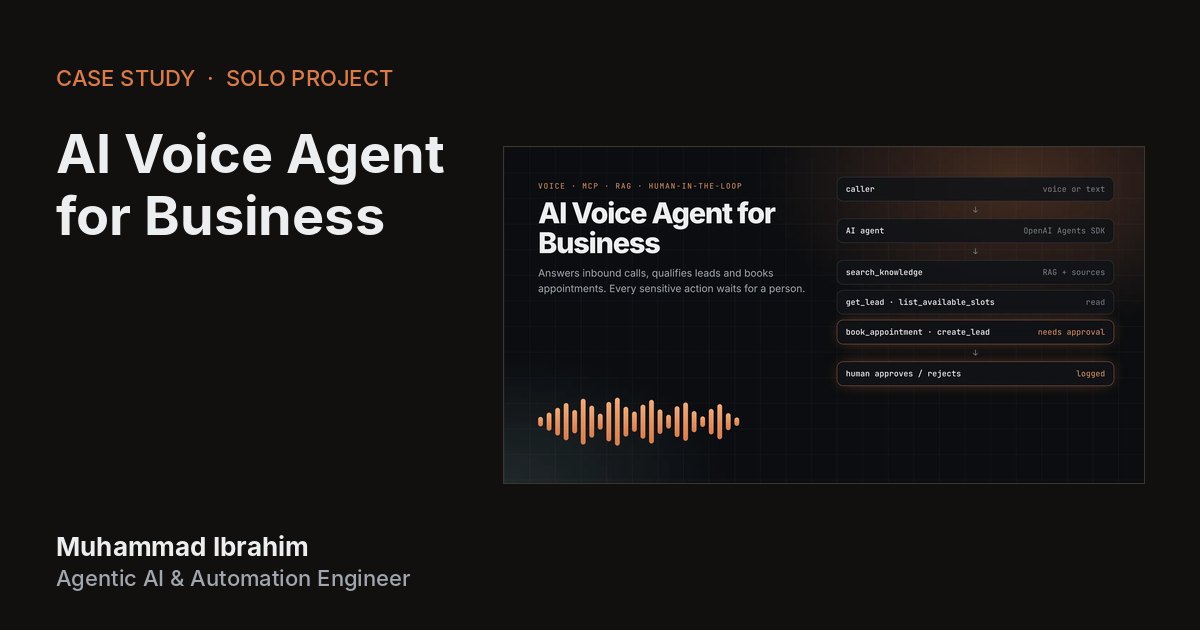 CASE STUDY · SOLO PROJECT
AI Voice Agent
for Business
VOICE · MCP · RAG · HUMAN-IN-THE-LOOP
AI Voice Agent for
Business
Answers inbound calls, qualifies leads and books
appointments. Every sensitive action waits for a person.
caller voice or text
↓
AI agent OpenAI Agents SDK
↓
search_knowledge RAG + sources
get_lead · list_available_slots read
book_appointment · create_lead needs approval
↓
human approves / rejects logged
Muhammad Ibrahim
Agentic AI & Automation Engineer